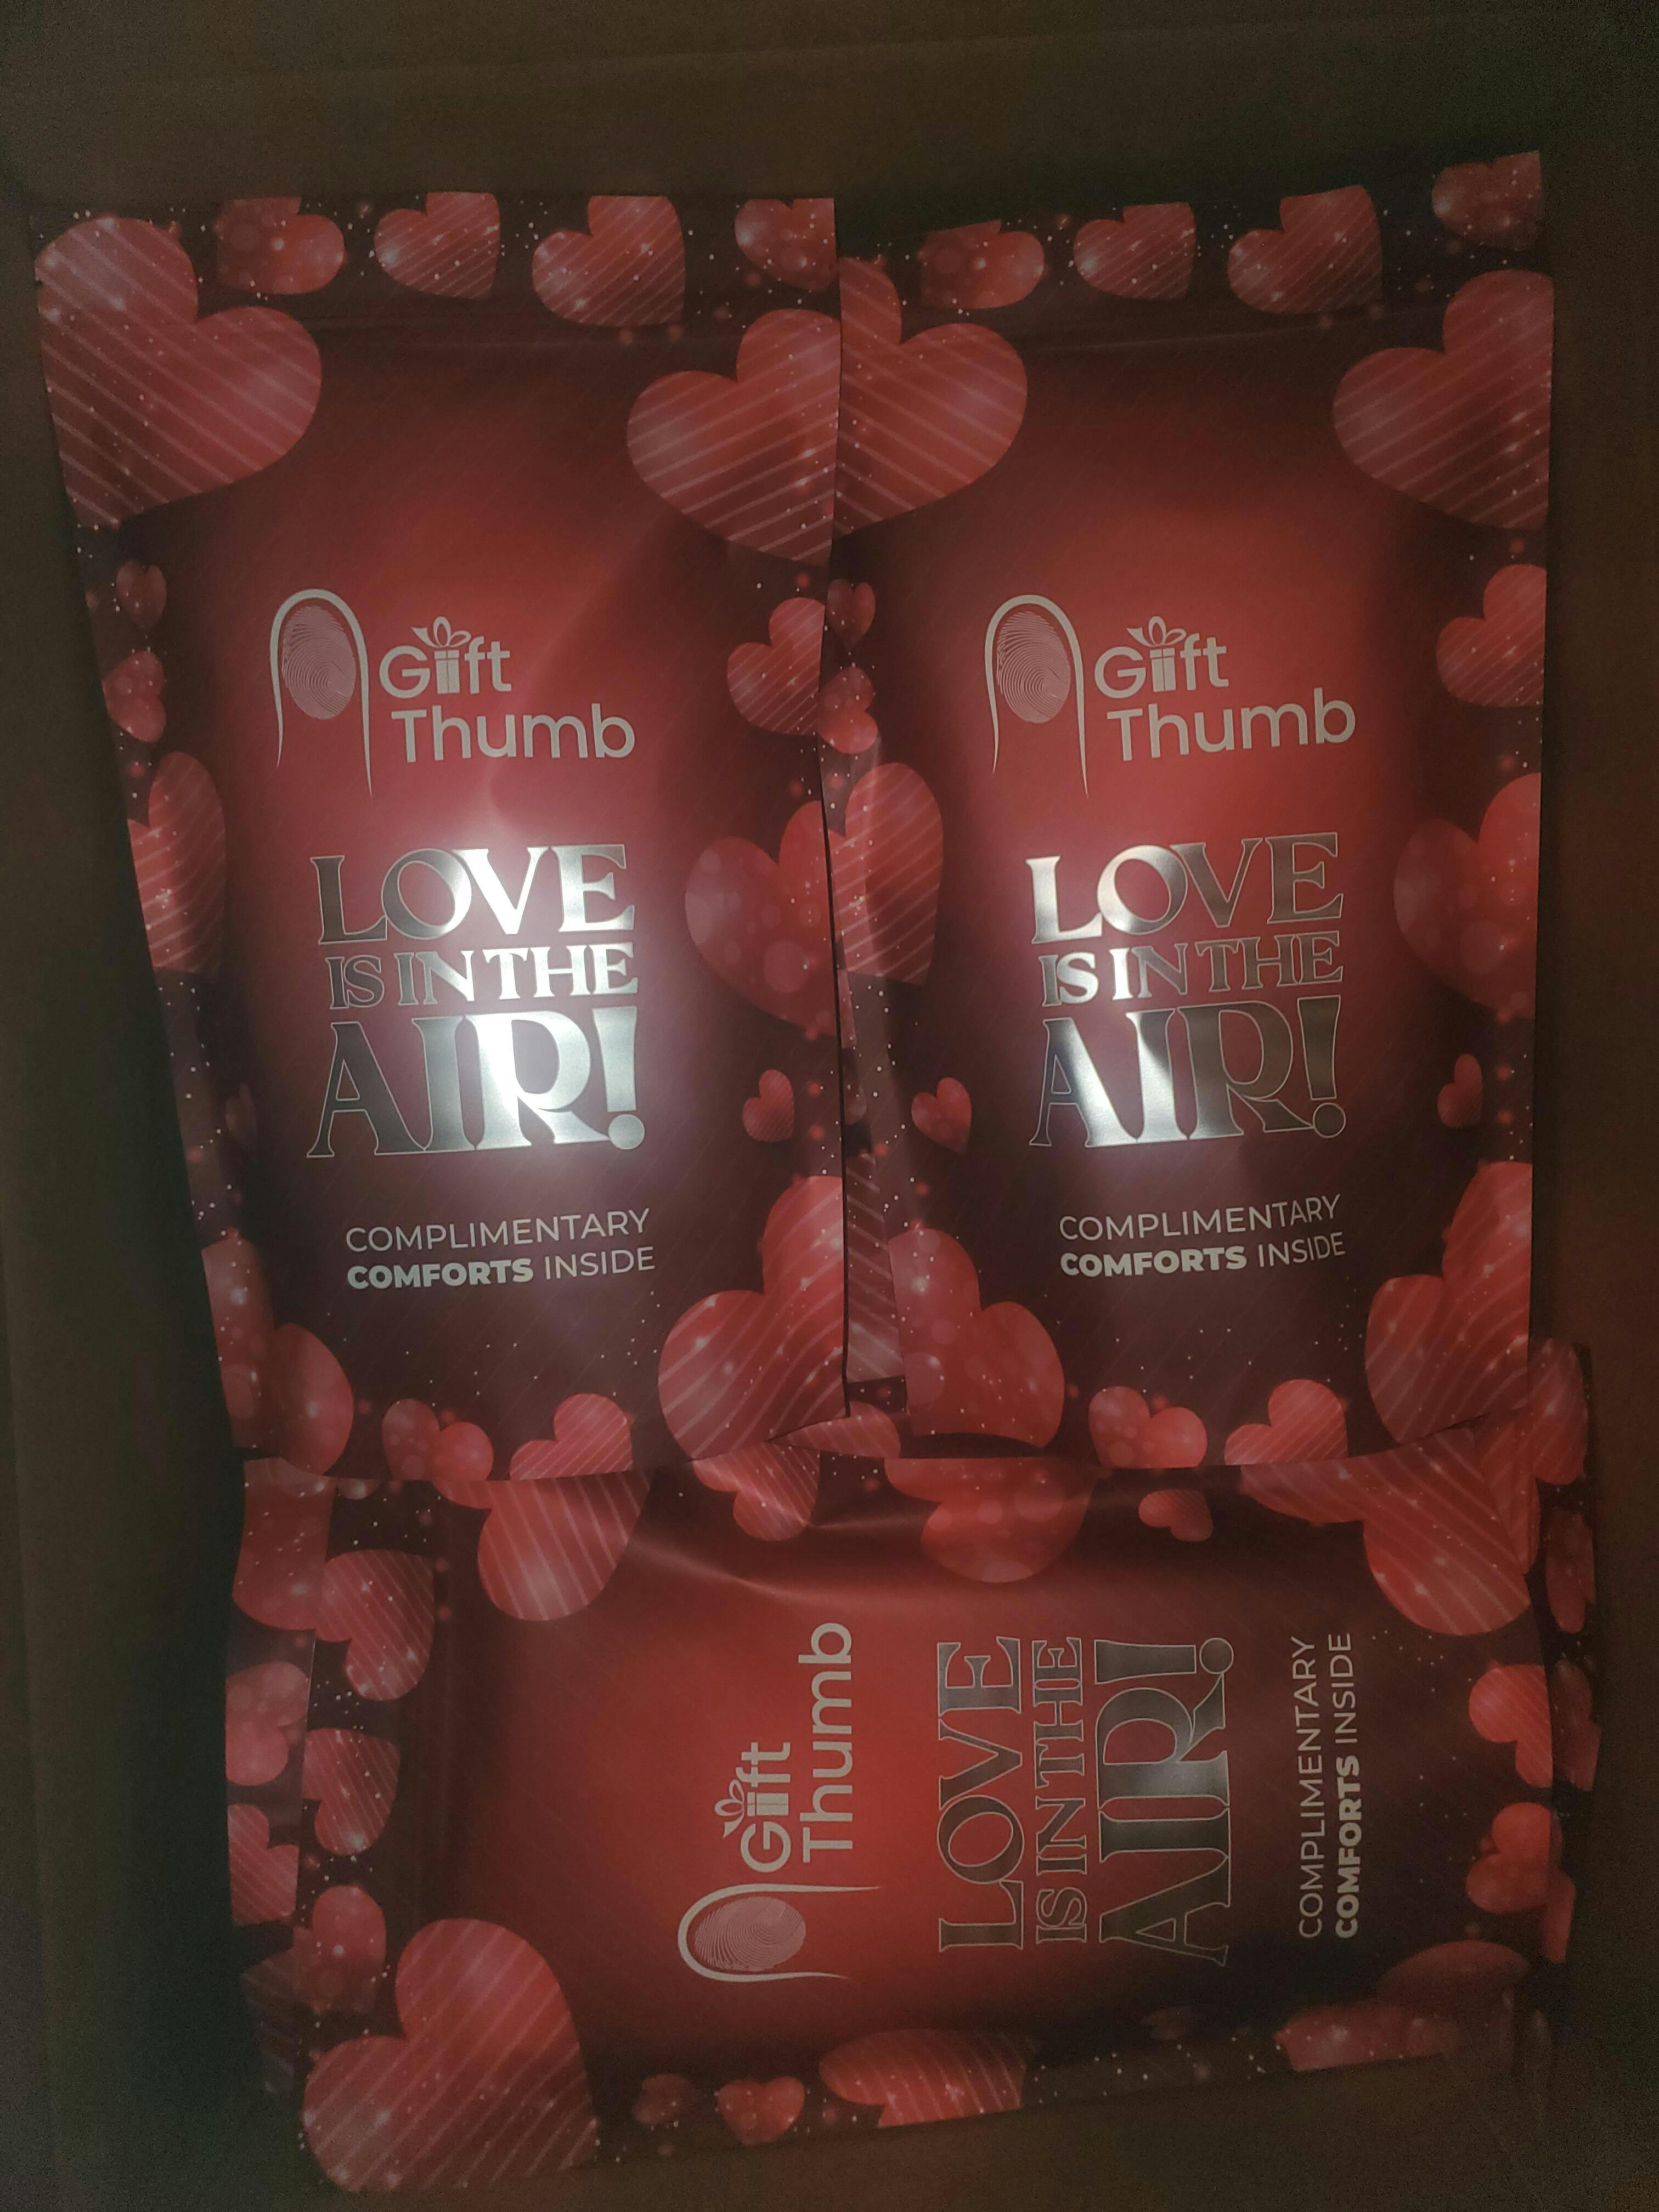 Gift
Thumb
LOVE
IS IN THE
AIR!
COMPLIMENTARY
COMFORTS INSIDE
Gift
Thumb
LOVE
IS IN THE
AIR!
COMPLIMENTARY
COMFORTS INSIDE
Gift
Thumb
LOVE
IS IN THE
AIR!
COMPLIMENTARY
COMFORTS INSIDE